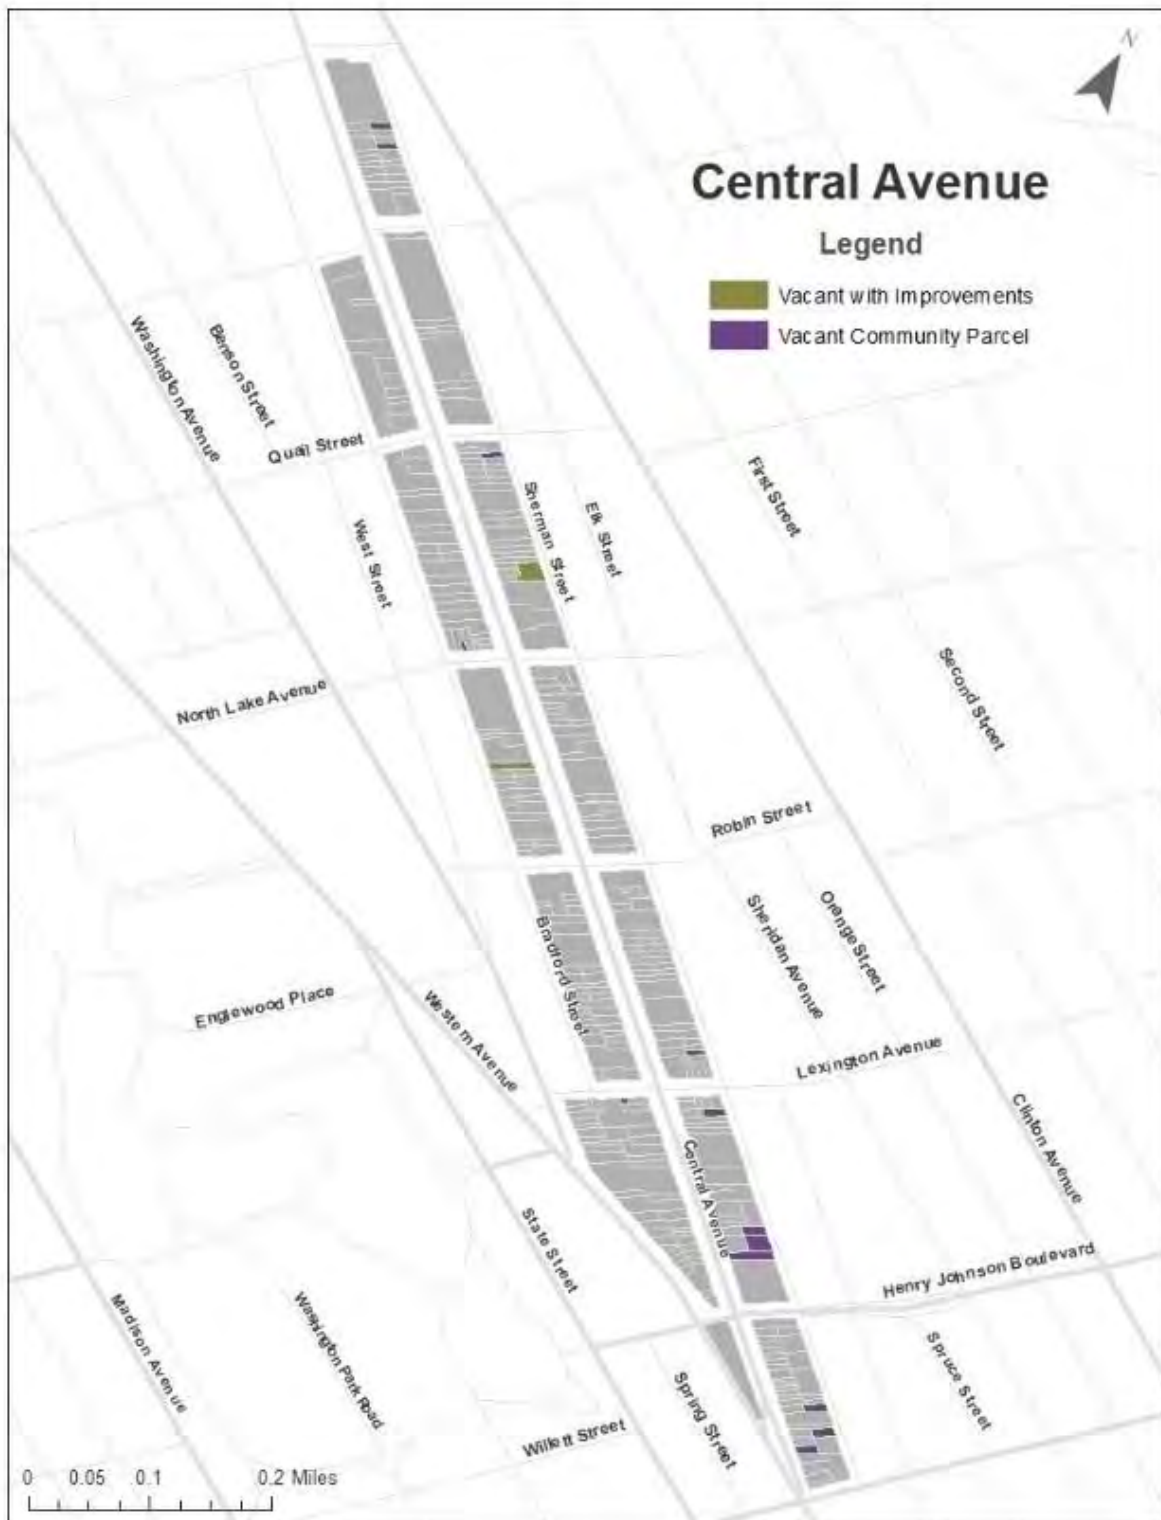 N
Central Avenue
Legend
Vacant with Improvements
Vacant Community Parcel
Washington Avenue
Benson Street
Quail Street
First Street
Sherman Street
Elk Street
West Street
Second Street
North Lake Avenue
Robin Street
Sheridan Avenue
Orange Street
Bradford Street
Englewood Place
Western Avenue
Lexington Avenue
Clinton Avenue
Central Avenue
State Street
Henry Johnson Boulevard
Madison Avenue
Washington Park Road
Spruce Street
Spring Street
Willett Street
0 0.05 0.1 0.2 Miles